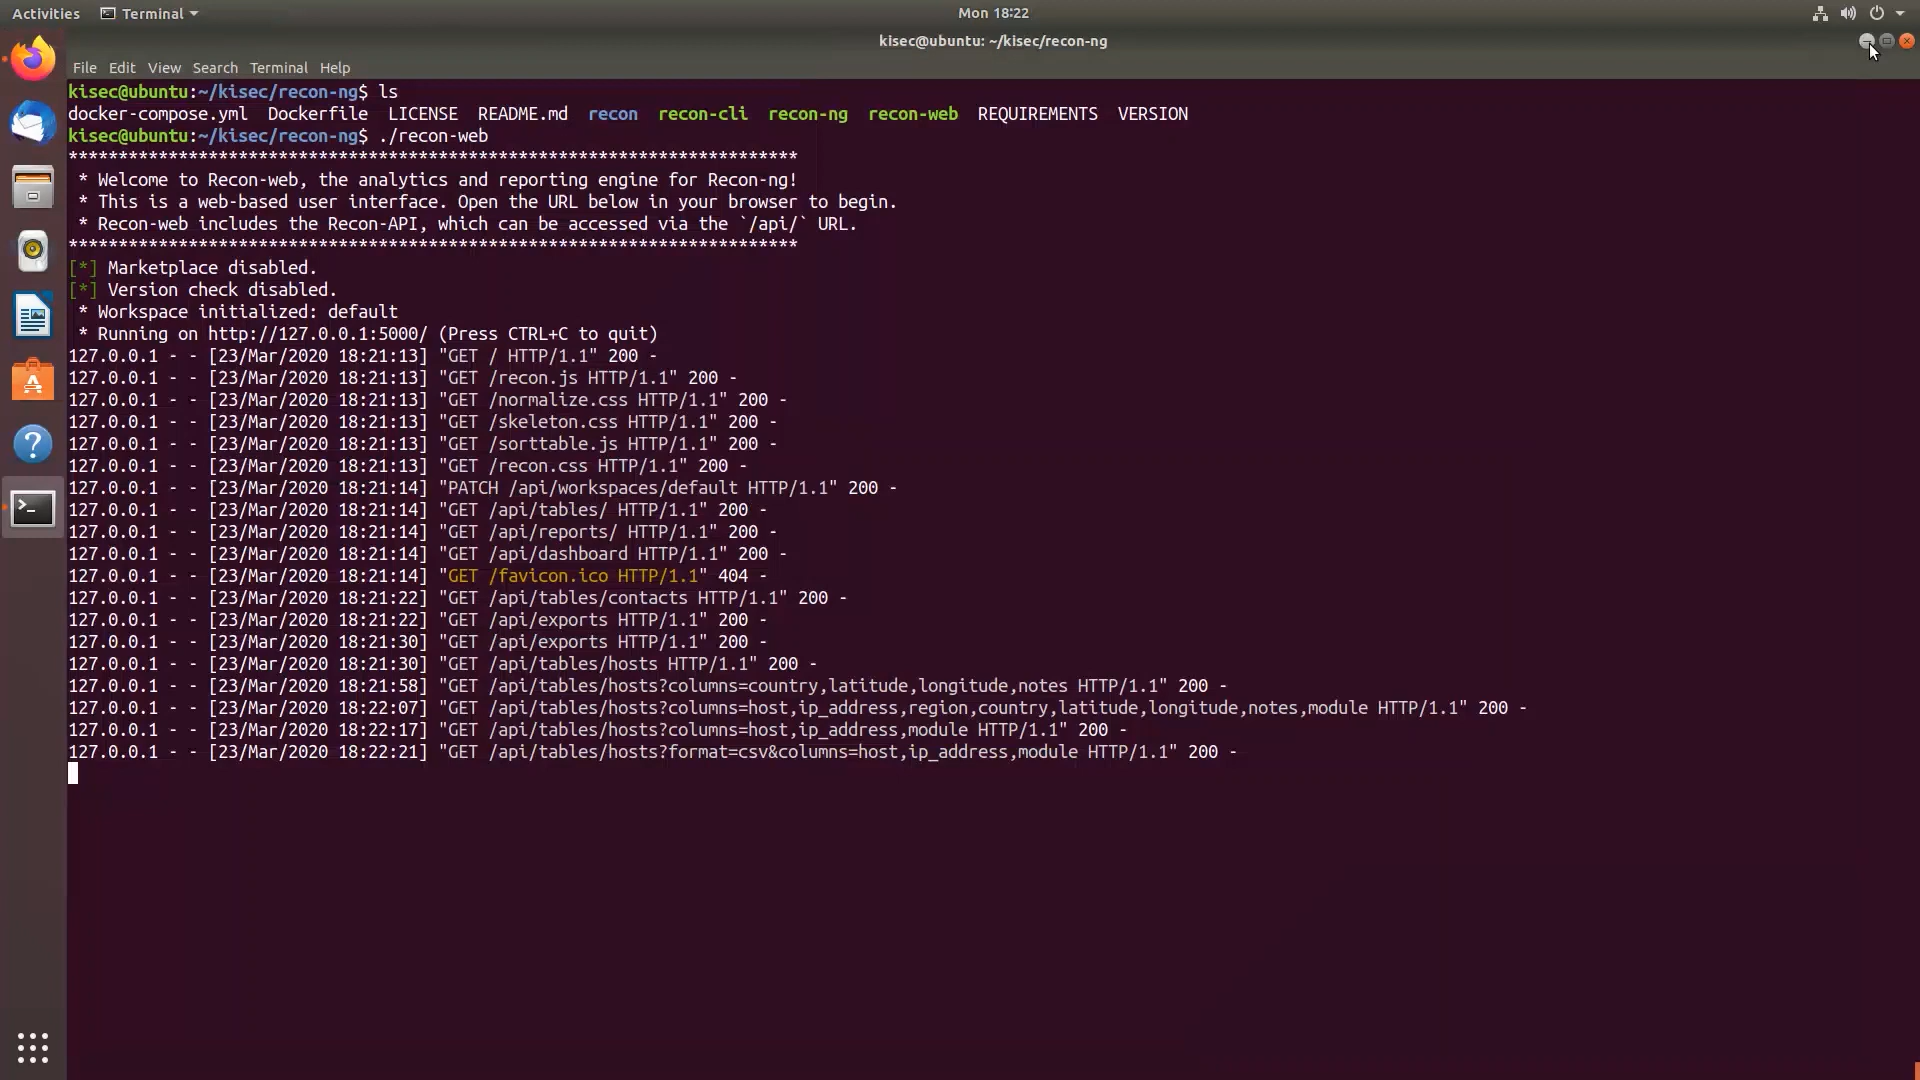 Activities Terminal Mon 18:22
kisec@ubuntu: ~/kisec/recon-ng
File Edit View Search Terminal Help
kisec@ubuntu:~/kisec/recon-ng$ ls
docker-compose.yml Dockerfile LICENSE README.md recon recon-cli recon-ng recon-web REQUIREMENTS VERSION
kisec@ubuntu:~/kisec/recon-ng$ ./recon-web
*************************************************************************
* Welcome to Recon-web, the analytics and reporting engine for Recon-ng!
* This is a web-based user interface. Open the URL below in your browser to begin.
* Recon-web includes the Recon-API, which can be accessed via the `/api/` URL.
*************************************************************************
[*] Marketplace disabled.
[*] Version check disabled.
* Workspace initialized: default
* Running on http://127.0.0.1:5000/ (Press CTRL+C to quit)
127.0.0.1 - - [23/Mar/2020 18:21:13] "GET / HTTP/1.1" 200 -
127.0.0.1 - - [23/Mar/2020 18:21:13] "GET /recon.js HTTP/1.1" 200 -
127.0.0.1 - - [23/Mar/2020 18:21:13] "GET /normalize.css HTTP/1.1" 200 -
127.0.0.1 - - [23/Mar/2020 18:21:13] "GET /skeleton.css HTTP/1.1" 200 -
127.0.0.1 - - [23/Mar/2020 18:21:13] "GET /sorttable.js HTTP/1.1" 200 -
127.0.0.1 - - [23/Mar/2020 18:21:13] "GET /recon.css HTTP/1.1" 200 -
127.0.0.1 - - [23/Mar/2020 18:21:14] "PATCH /api/workspaces/default HTTP/1.1" 200 -
127.0.0.1 - - [23/Mar/2020 18:21:14] "GET /api/tables/ HTTP/1.1" 200 -
127.0.0.1 - - [23/Mar/2020 18:21:14] "GET /api/reports/ HTTP/1.1" 200 -
127.0.0.1 - - [23/Mar/2020 18:21:14] "GET /api/dashboard HTTP/1.1" 200 -
127.0.0.1 - - [23/Mar/2020 18:21:14] "GET /favicon.ico HTTP/1.1" 404 -
127.0.0.1 - - [23/Mar/2020 18:21:22] "GET /api/tables/contacts HTTP/1.1" 200 -
127.0.0.1 - - [23/Mar/2020 18:21:22] "GET /api/exports HTTP/1.1" 200 -
127.0.0.1 - - [23/Mar/2020 18:21:30] "GET /api/exports HTTP/1.1" 200 -
127.0.0.1 - - [23/Mar/2020 18:21:30] "GET /api/tables/hosts HTTP/1.1" 200 -
127.0.0.1 - - [23/Mar/2020 18:21:58] "GET /api/tables/hosts?columns=country,latitude,longitude,notes HTTP/1.1" 200 -
127.0.0.1 - - [23/Mar/2020 18:22:07] "GET /api/tables/hosts?columns=host,ip_address,region,country,latitude,longitude,notes,module HTTP/1.1" 200 -
127.0.0.1 - - [23/Mar/2020 18:22:17] "GET /api/tables/hosts?columns=host,ip_address,module HTTP/1.1" 200 -
127.0.0.1 - - [23/Mar/2020 18:22:21] "GET /api/tables/hosts?format=csv&columns=host,ip_address,module HTTP/1.1" 200 -